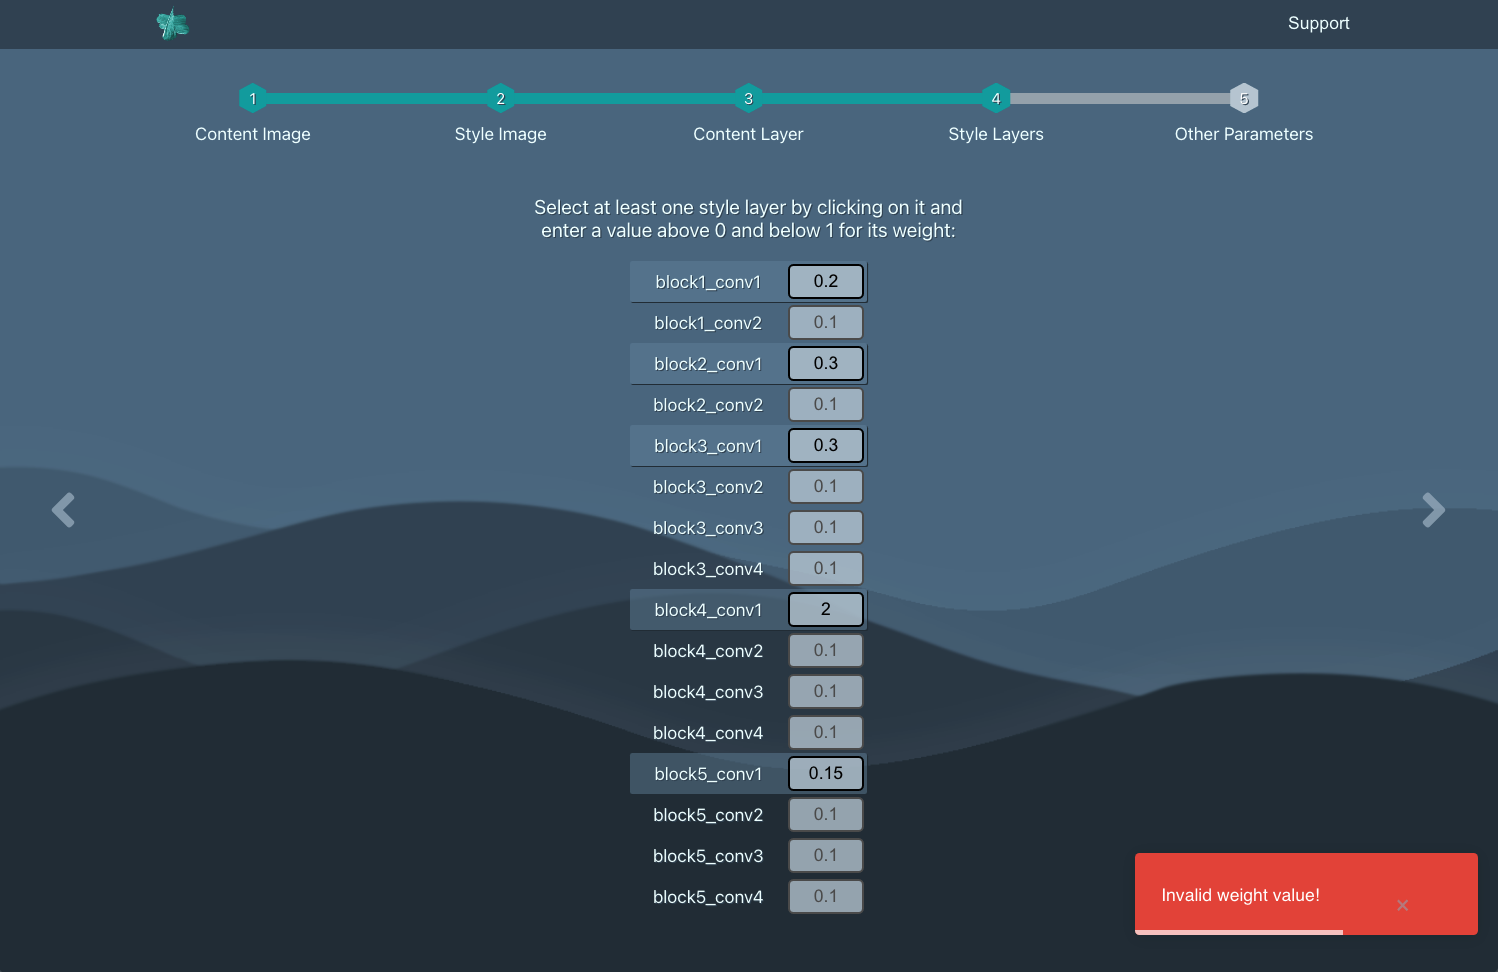 Support
1
2
3
4
5
Content Image
Style Image
Content Layer
Style Layers
Other Parameters
Select at least one style layer by clicking on it and
enter a value above 0 and below 1 for its weight:
block1_conv1 0.2
block1_conv2 0.1
block2_conv1 0.3
block2_conv2 0.1
block3_conv1 0.3
block3_conv2 0.1
block3_conv3 0.1
block3_conv4 0.1
block4_conv1 2
block4_conv2 0.1
block4_conv3 0.1
block4_conv4 0.1
block5_conv1 0.15
block5_conv2 0.1
block5_conv3 0.1
block5_conv4 0.1
Invalid weight value!